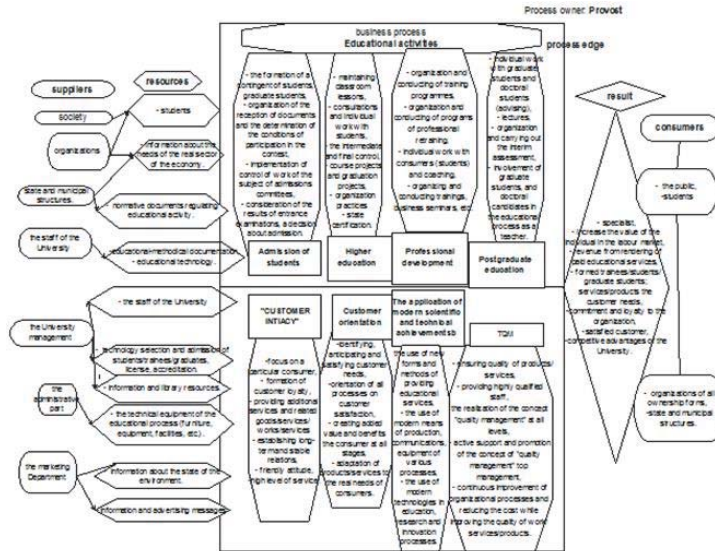 Process owner: Provost
business process
Educational activities
process edge
suppliers
resources
society
organizations
state and municipal
structures.
the staff of the
University
the University
management
the
administrative
part
the marketing
Department
- students
- information about the
needs of the real sector
of the economy.
- normative documents regulating
educational activity.
- educational-methodical documentation
- educational technology.
- the staff of the University
- technology selection and admission of
students/trainees/graduates,
license, accreditation.
- information and library resources.
- the technical equipment of the
educational process (furniture,
equipment, facilities, etc).
information about the state of the
environment.
information and advertising messages
- the formation of a
contingent of students,
graduate students,
- organization of the
reception of documents
and the determination of
the conditions of
participation in the
contest,
- implementation of
control of work of the
subject of admissions
committees,
- consideration of the
results of entrance
examinations, a decision
about admission.
Admission of
students
- maintaining
classroom
lessons,
- consultations and
individual work with
students,
- the intermediate
and final control,
- course projects and
graduation projects,
- organization
practices
- state
certification.
Higher
education
- organization
and conducting
of training
programmes,
- organization and
conducting of programs
of professional
retraining,
- individual work with
consumers (students)
and coaching,
- organizing and
conducting trainings,
business seminars, etc.
Professional
development
- individual work
with graduate
students and
doctoral
students
(advising),
- lectures,
- organization
and carrying out
the interim
assessment,
- involvement of
graduate
students, and
doctoral
candidates in the
educational
process as a
teacher.
Postgraduate
education
"CUSTOMER
INTIACY"
-focus on a
particular consumer,
- formation of
customer loyalty,
- providing additional
services and related
goods/services/
works/services
- establishing long-
term and stable
relations,
- friendly attitude,
high level of service
Customer
orientation
-identifying,
anticipating and
satisfying customer
needs,
-orientation of all
processes on
customer
satisfaction,
- creating added
value and benefits
the consumer at all
stages,
- adaptation of
products/services to
the real needs of
consumers.
The application
of modern scientific
and technical
achievement sb
the use of new
forms and
methods of
providing
educational
services,
- the use of
modern means
of production,
communications,
equipment of
various
processes,
- the use of
modern
technologies in
education,
research and
innovation
processes.
TQM
- ensuring quality of products/
services,
- providing highly qualified
staff,
the realization of the concept
"quality management" at all
levels,
- active support and promotion
of the concept of "quality
management" top
management,
- continuous improvement of
organizational processes and
reducing the cost while
improving the quality of work
services/products.
result
- specialist,
- increase the value of the
individual in the labour market,
- revenue from rendering of
paid educational services,
- formed trainees/students/
graduate students;
services/products the
customer needs,
- commitment and loyalty to the
organization,
- satisfied customer,
- competitive advantages of the
University.
consumers
- the public,
-students
- organizations of all
ownership forms,
-state and municipal
structures.